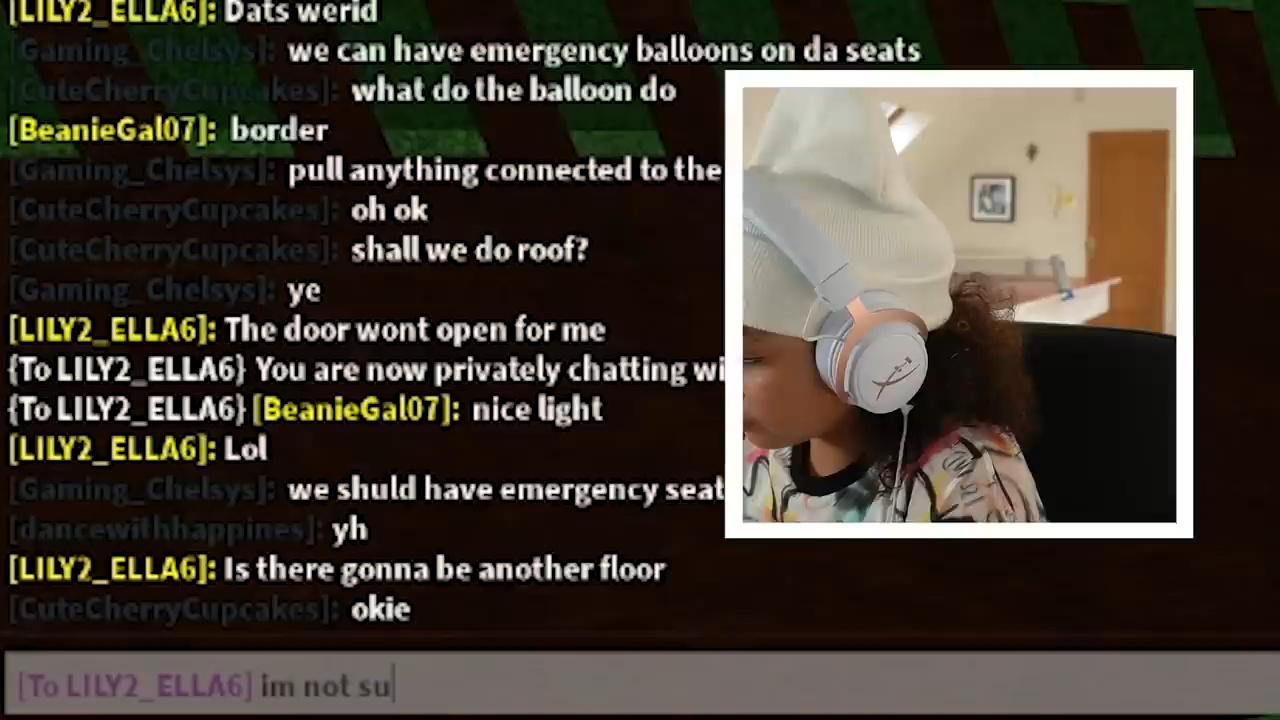 [LILY2_ELLA6]: Dats werid
[Gaming_Chelsys]: we can have emergency balloons on da seats
[CuteCherryCupcakes]: what do the balloon do
[BeanieGal07]: border
[Gaming_Chelsys]: pull anything connected to the
[CuteCherryCupcakes]: oh ok
[CuteCherryCupcakes]: shall we do roof?
[Gaming_Chelsys]: ye
[LILY2_ELLA6]: The door wont open for me
{To LILY2_ELLA6} You are now privately chatting wi
{To LILY2_ELLA6} [BeanieGal07]: nice light
[LILY2_ELLA6]: Lol
[Gaming_Chelsys]: we shuld have emergency seat
[dancewithhappines]: yh
[LILY2_ELLA6]: Is there gonna be another floor
[CuteCherryCupcakes]: okie
[To LILY2_ELLA6] im not su